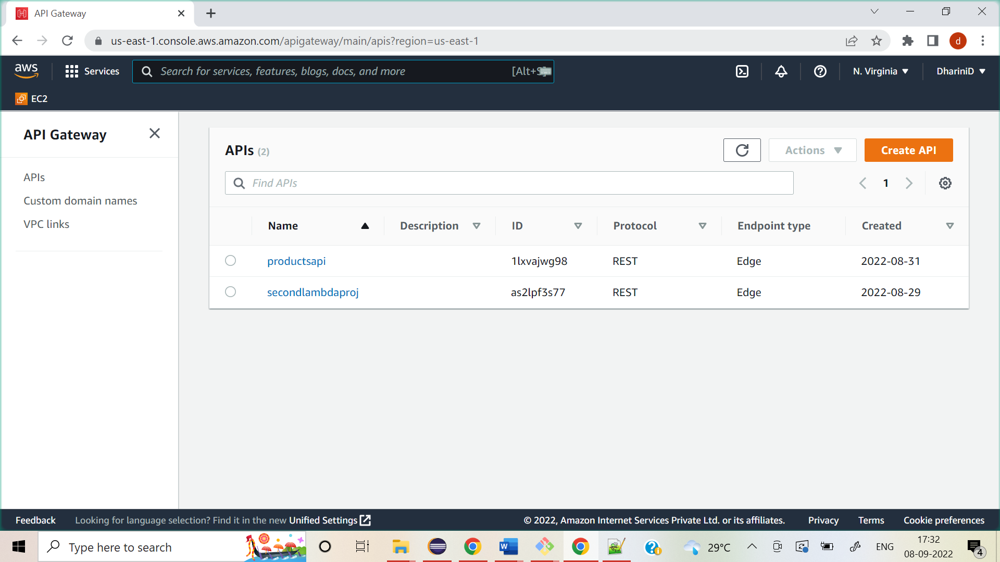 API Gateway
us-east-1.console.aws.amazon.com/apigateway/main/apis?region=us-east-1
d
aws
Services
Search for services, features, blogs, docs, and more
[Alt+S]
N. Virginia
DhariniD
EC2
API Gateway
APIs
Custom domain names
VPC links
APIs (2)
Actions
Create API
Find APIs
1
Name Description ID Protocol Endpoint type Created
productsapi 1lxvajwg98 REST Edge 2022-08-31
secondlambdaproj as2lpf3s77 REST Edge 2022-08-29
Feedback Looking for language selection? Find it in the new Unified Settings © 2022, Amazon Internet Services Private Ltd. or its affiliates. Privacy Terms Cookie preferences
Type here to search
29°C
ENG
17:32
08-09-2022
4